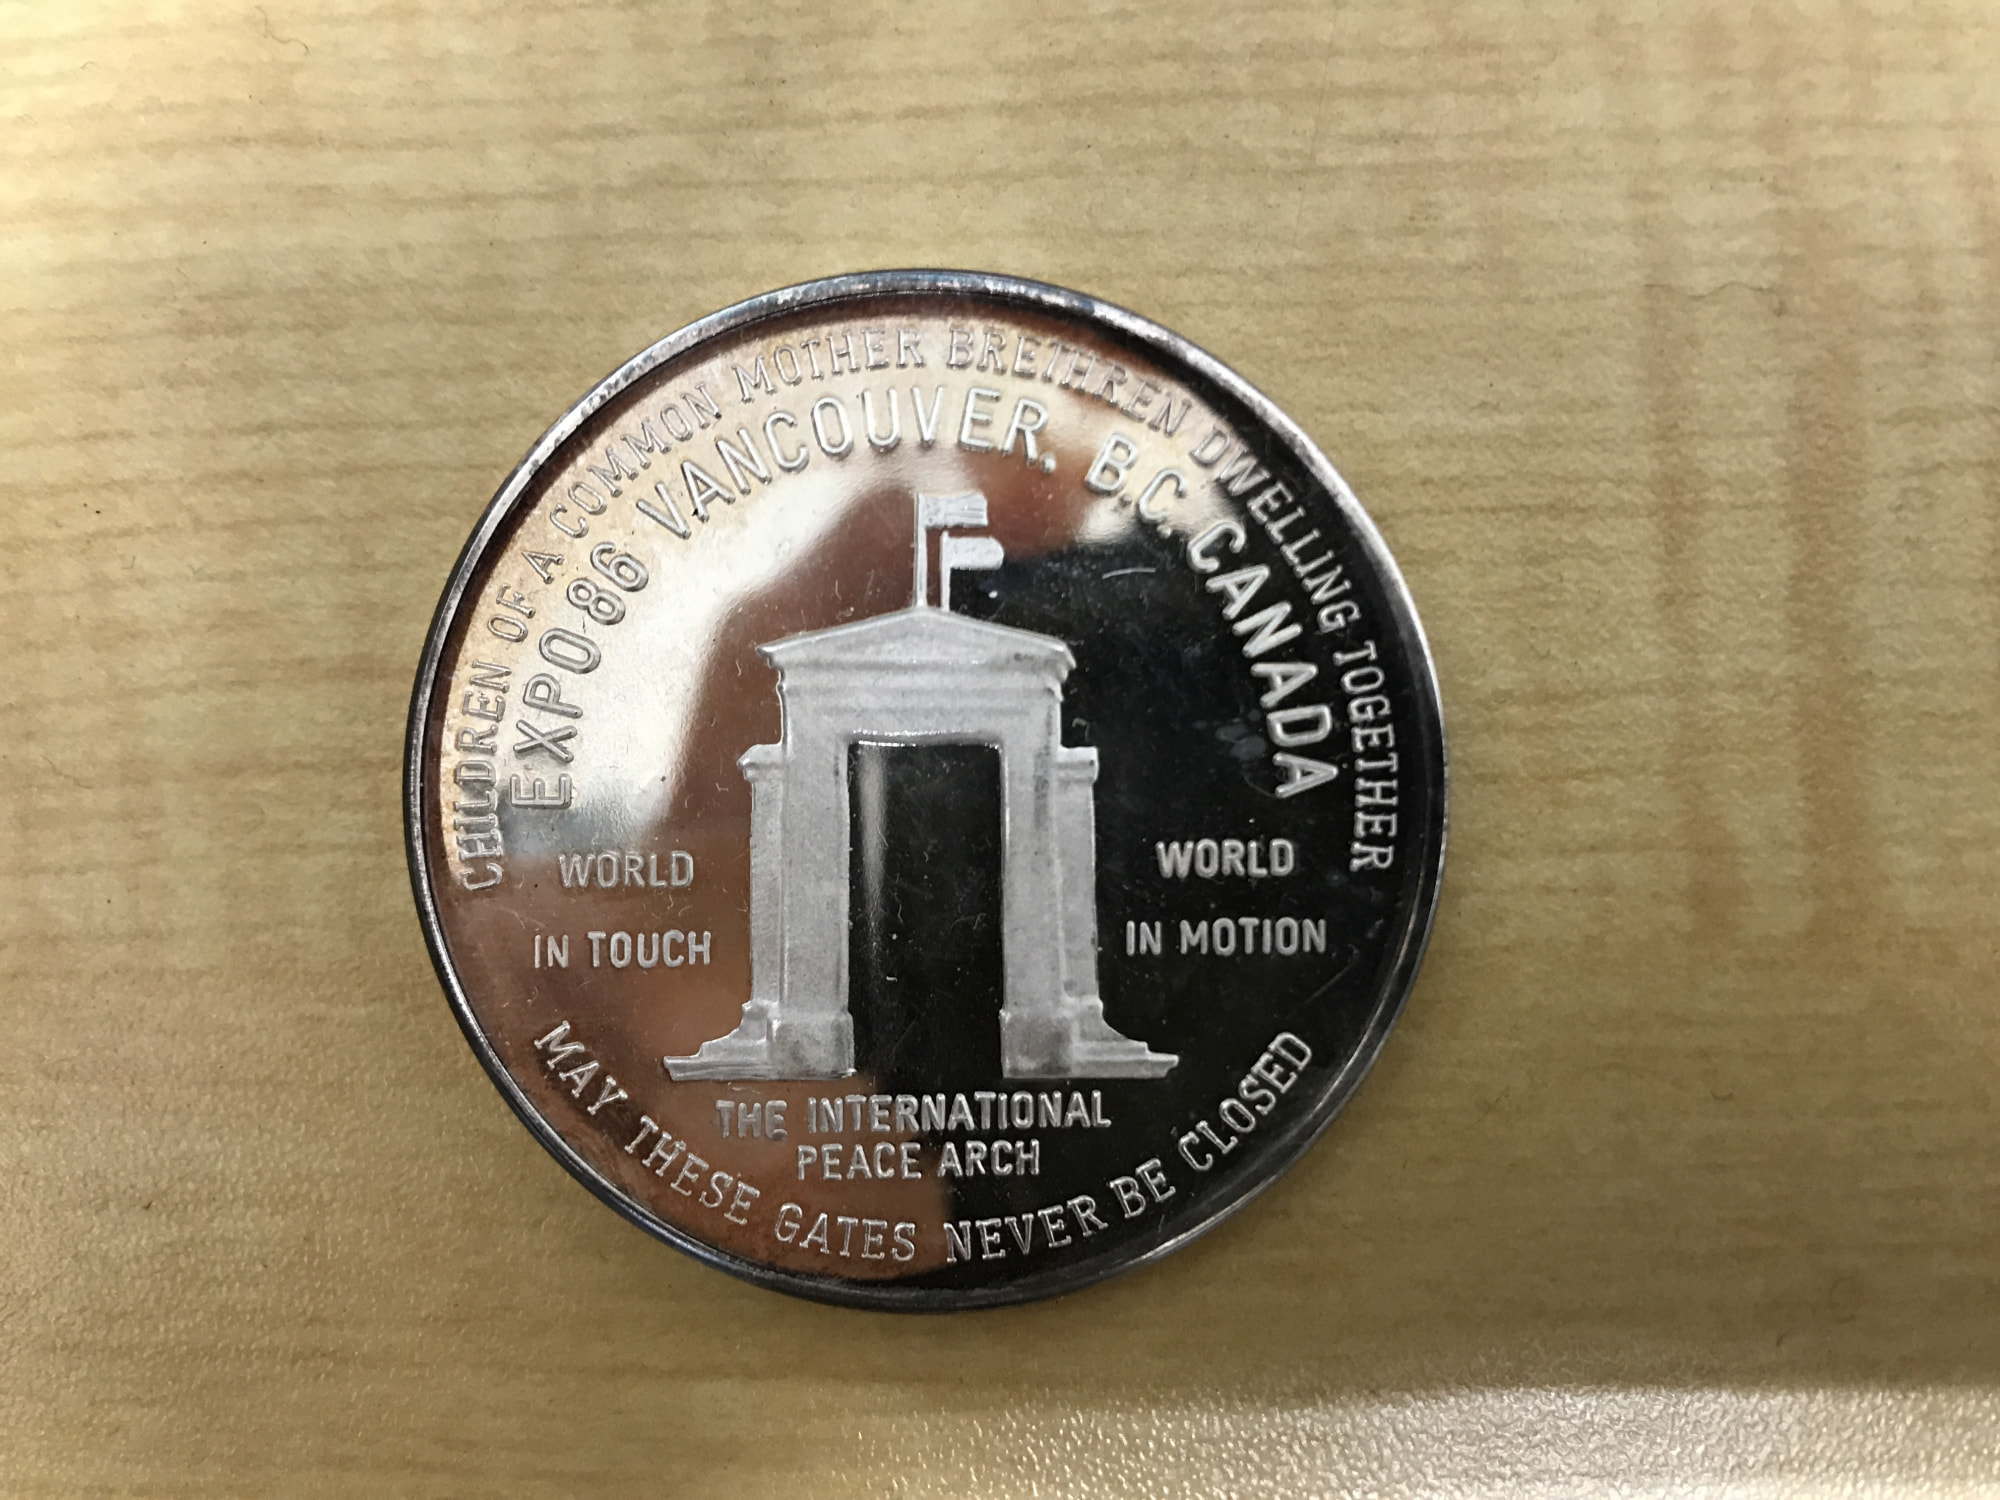 CHILDREN OF A COMMON MOTHER BRETHREN DWELLING TOGETHER
EXPO 86 VANCOUVER, B.C. CANADA
WORLD
IN TOUCH
WORLD
IN MOTION
THE INTERNATIONAL
PEACE ARCH
MAY THESE GATES NEVER BE CLOSED